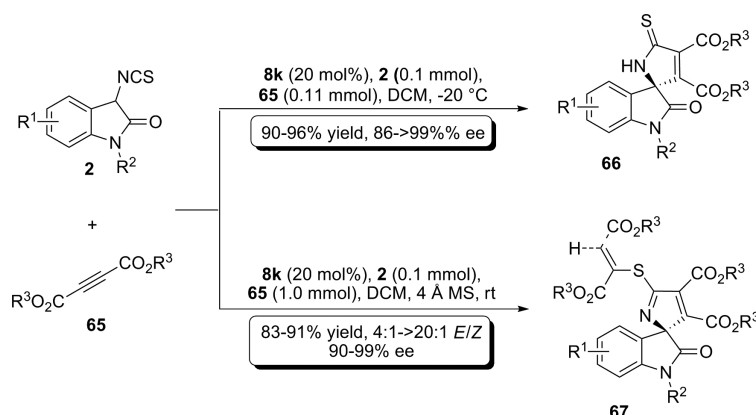 NCS
R1
O
N
R2
2
+
CO2R3
R3O2C
65
8k (20 mol%), 2 (0.1 mmol),
65 (0.11 mmol), DCM, -20 °C
90-96% yield, 86->99%% ee
S
CO2R3
HN
CO2R3
R1
O
N
R2
66
8k (20 mol%), 2 (0.1 mmol),
65 (1.0 mmol), DCM, 4 Å MS, rt
83-91% yield, 4:1->20:1 E/Z
90-99% ee
CO2R3
H
S
CO2R3
R3O2C
N
CO2R3
R1
O
N
R2
67